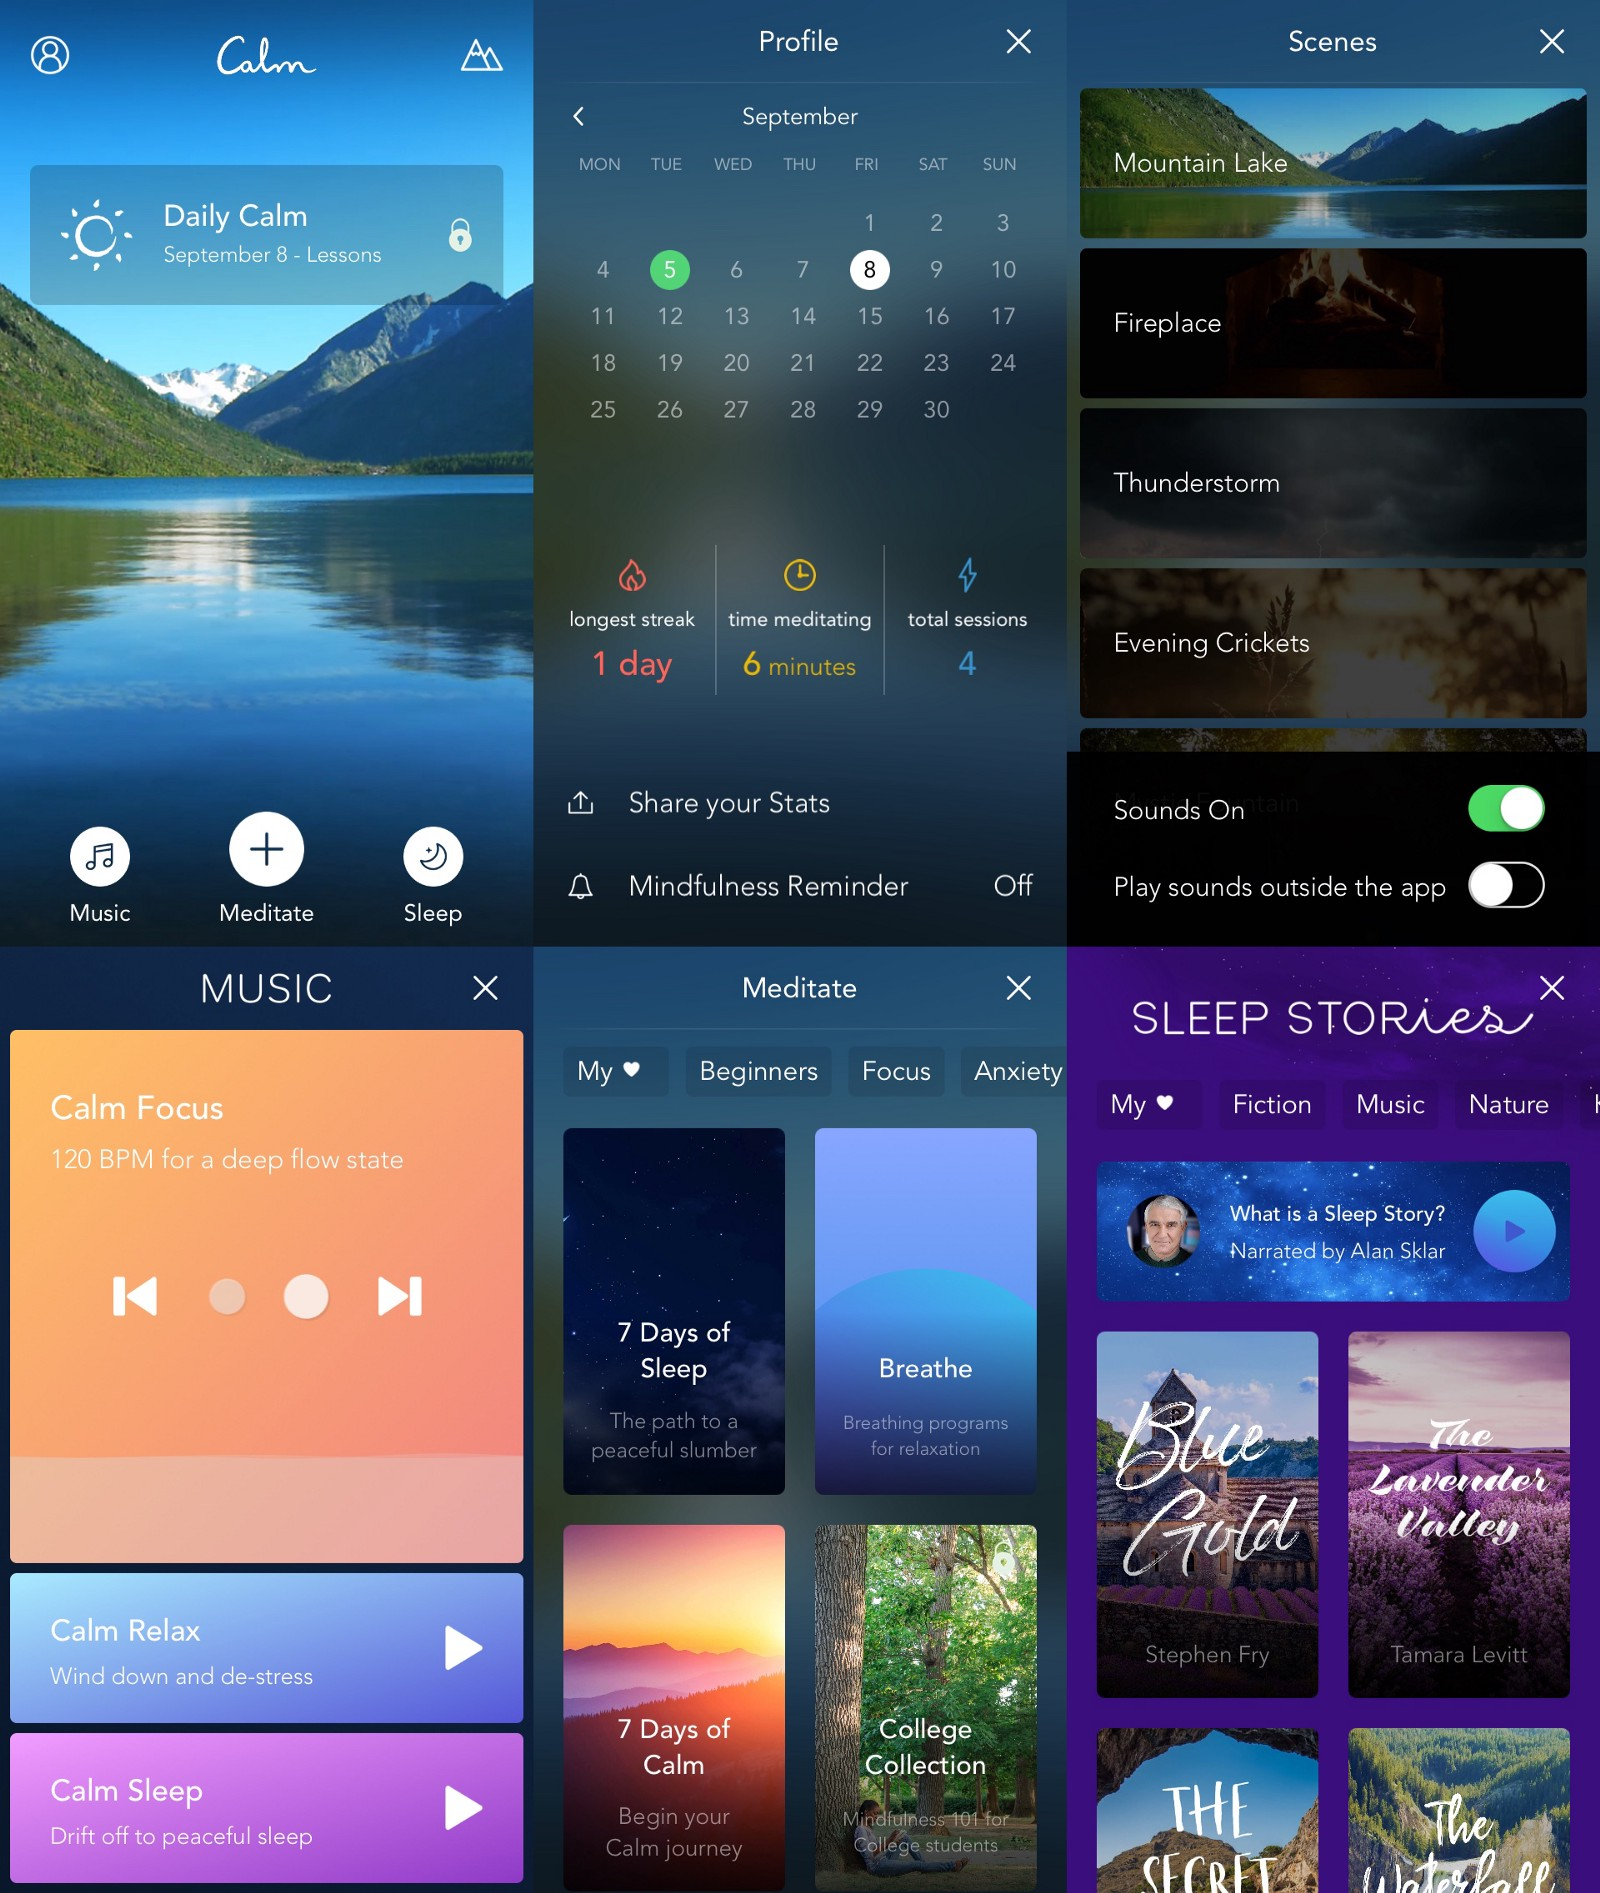 Calm
Daily Calm
September 8 - Lessons
Music
Meditate
Sleep
Profile
September
MON TUE WED THU FRI SAT SUN
1 2 3
4 5 6 7 8 9 10
11 12 13 14 15 16 17
18 19 20 21 22 23 24
25 26 27 28 29 30
longest streak
1 day
time meditating
6 minutes
total sessions
4
Share your Stats
Mindfulness Reminder Off
Scenes
Mountain Lake
Fireplace
Thunderstorm
Evening Crickets
Sounds On
Play sounds outside the app
MUSIC
Calm Focus
120 BPM for a deep flow state
Calm Relax
Wind down and de-stress
Calm Sleep
Drift off to peaceful sleep
Meditate
My Beginners Focus Anxiety
7 Days of
Sleep
The path to a
peaceful slumber
Breathe
Breathing programs
for relaxation
7 Days of
Calm
Begin your
Calm journey
College
Collection
Mindfulness 101 for
College students
SLEEP STORies
My Fiction Music Nature
What is a Sleep Story?
Narrated by Alan Sklar
Blue
Gold
Stephen Fry
The
Lavender
Valley
Tamara Levitt
THE
SECRET
The
Waterfall